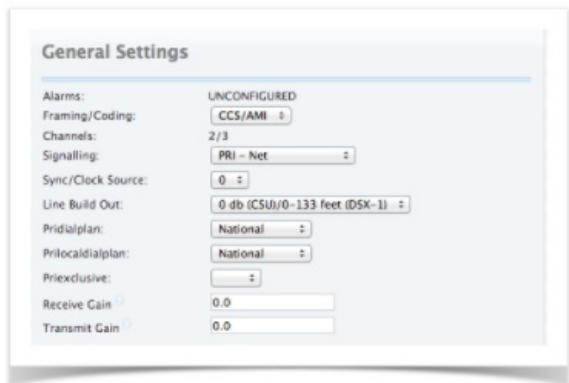 General Settings
Alarms: UNCONFIGURED
Framing/Coding: CCS/AMI
Channels: 2/3
Signalling: PRI - Net
Sync/Clock Source: 0
Line Build Out: 0 db (CSU)/0-133 feet (DSX-1)
Pridialplan: National
Prilocaldialplan: National
Priexclusive:
Receive Gain 0.0
Transmit Gain 0.0